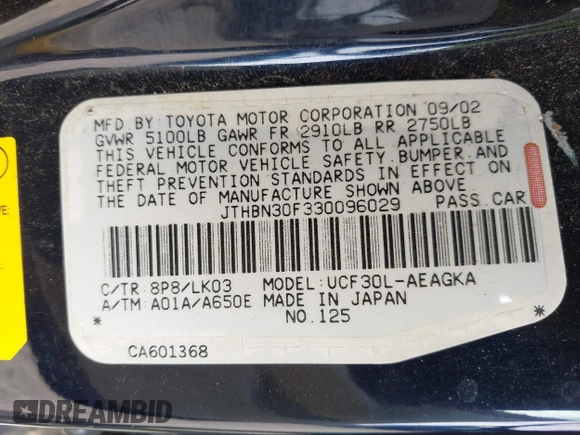 MFD.BY:TOYOTA MOTOR CORPORATION 09/02
GVWR 5100LB GAWR FR 2910LB RR 2750LB
THIS VEHICLE CONFORMS TO ALL APPLICABLE
FEDERAL MOTOR VEHICLE SAFETY, BUMPER,AND
THEFT PREVENTION STANDARDS IN EFFECT ON
THE DATE OF MANUFACTURE SHOWN ABOVE.
JTHBN30F330096029 PASS.CAR
C/TR:8P8/LK03 MODEL:UCF30L-AEAGKA
A/TM:A01A/A650E MADE IN JAPAN
* NO.125 *
CA601368
DREAMBID